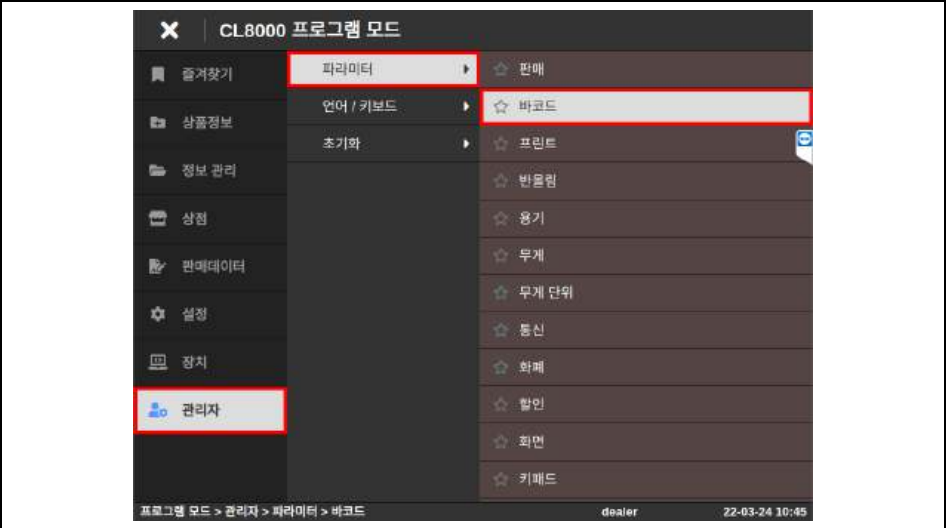 CL8000 프로그램 모드
즐겨찾기
상품정보
정보 관리
상점
판매데이터
설정
장치
관리자
파라미터
언어 / 키보드
초기화
판매
바코드
프린트
반올림
용기
무게
무게 단위
통신
화폐
할인
화면
키패드
프로그램 모드 > 관리자 > 파라미터 > 바코드
dealer
22-03-24 10:45